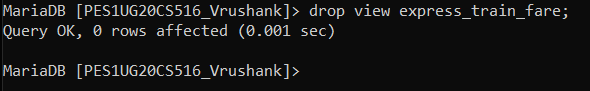 MariaDB [PES1UG20CS516_Vrushank]> drop view express_train_fare;
Query OK, 0 rows affected (0.001 sec)
MariaDB [PES1UG20CS516_Vrushank]>